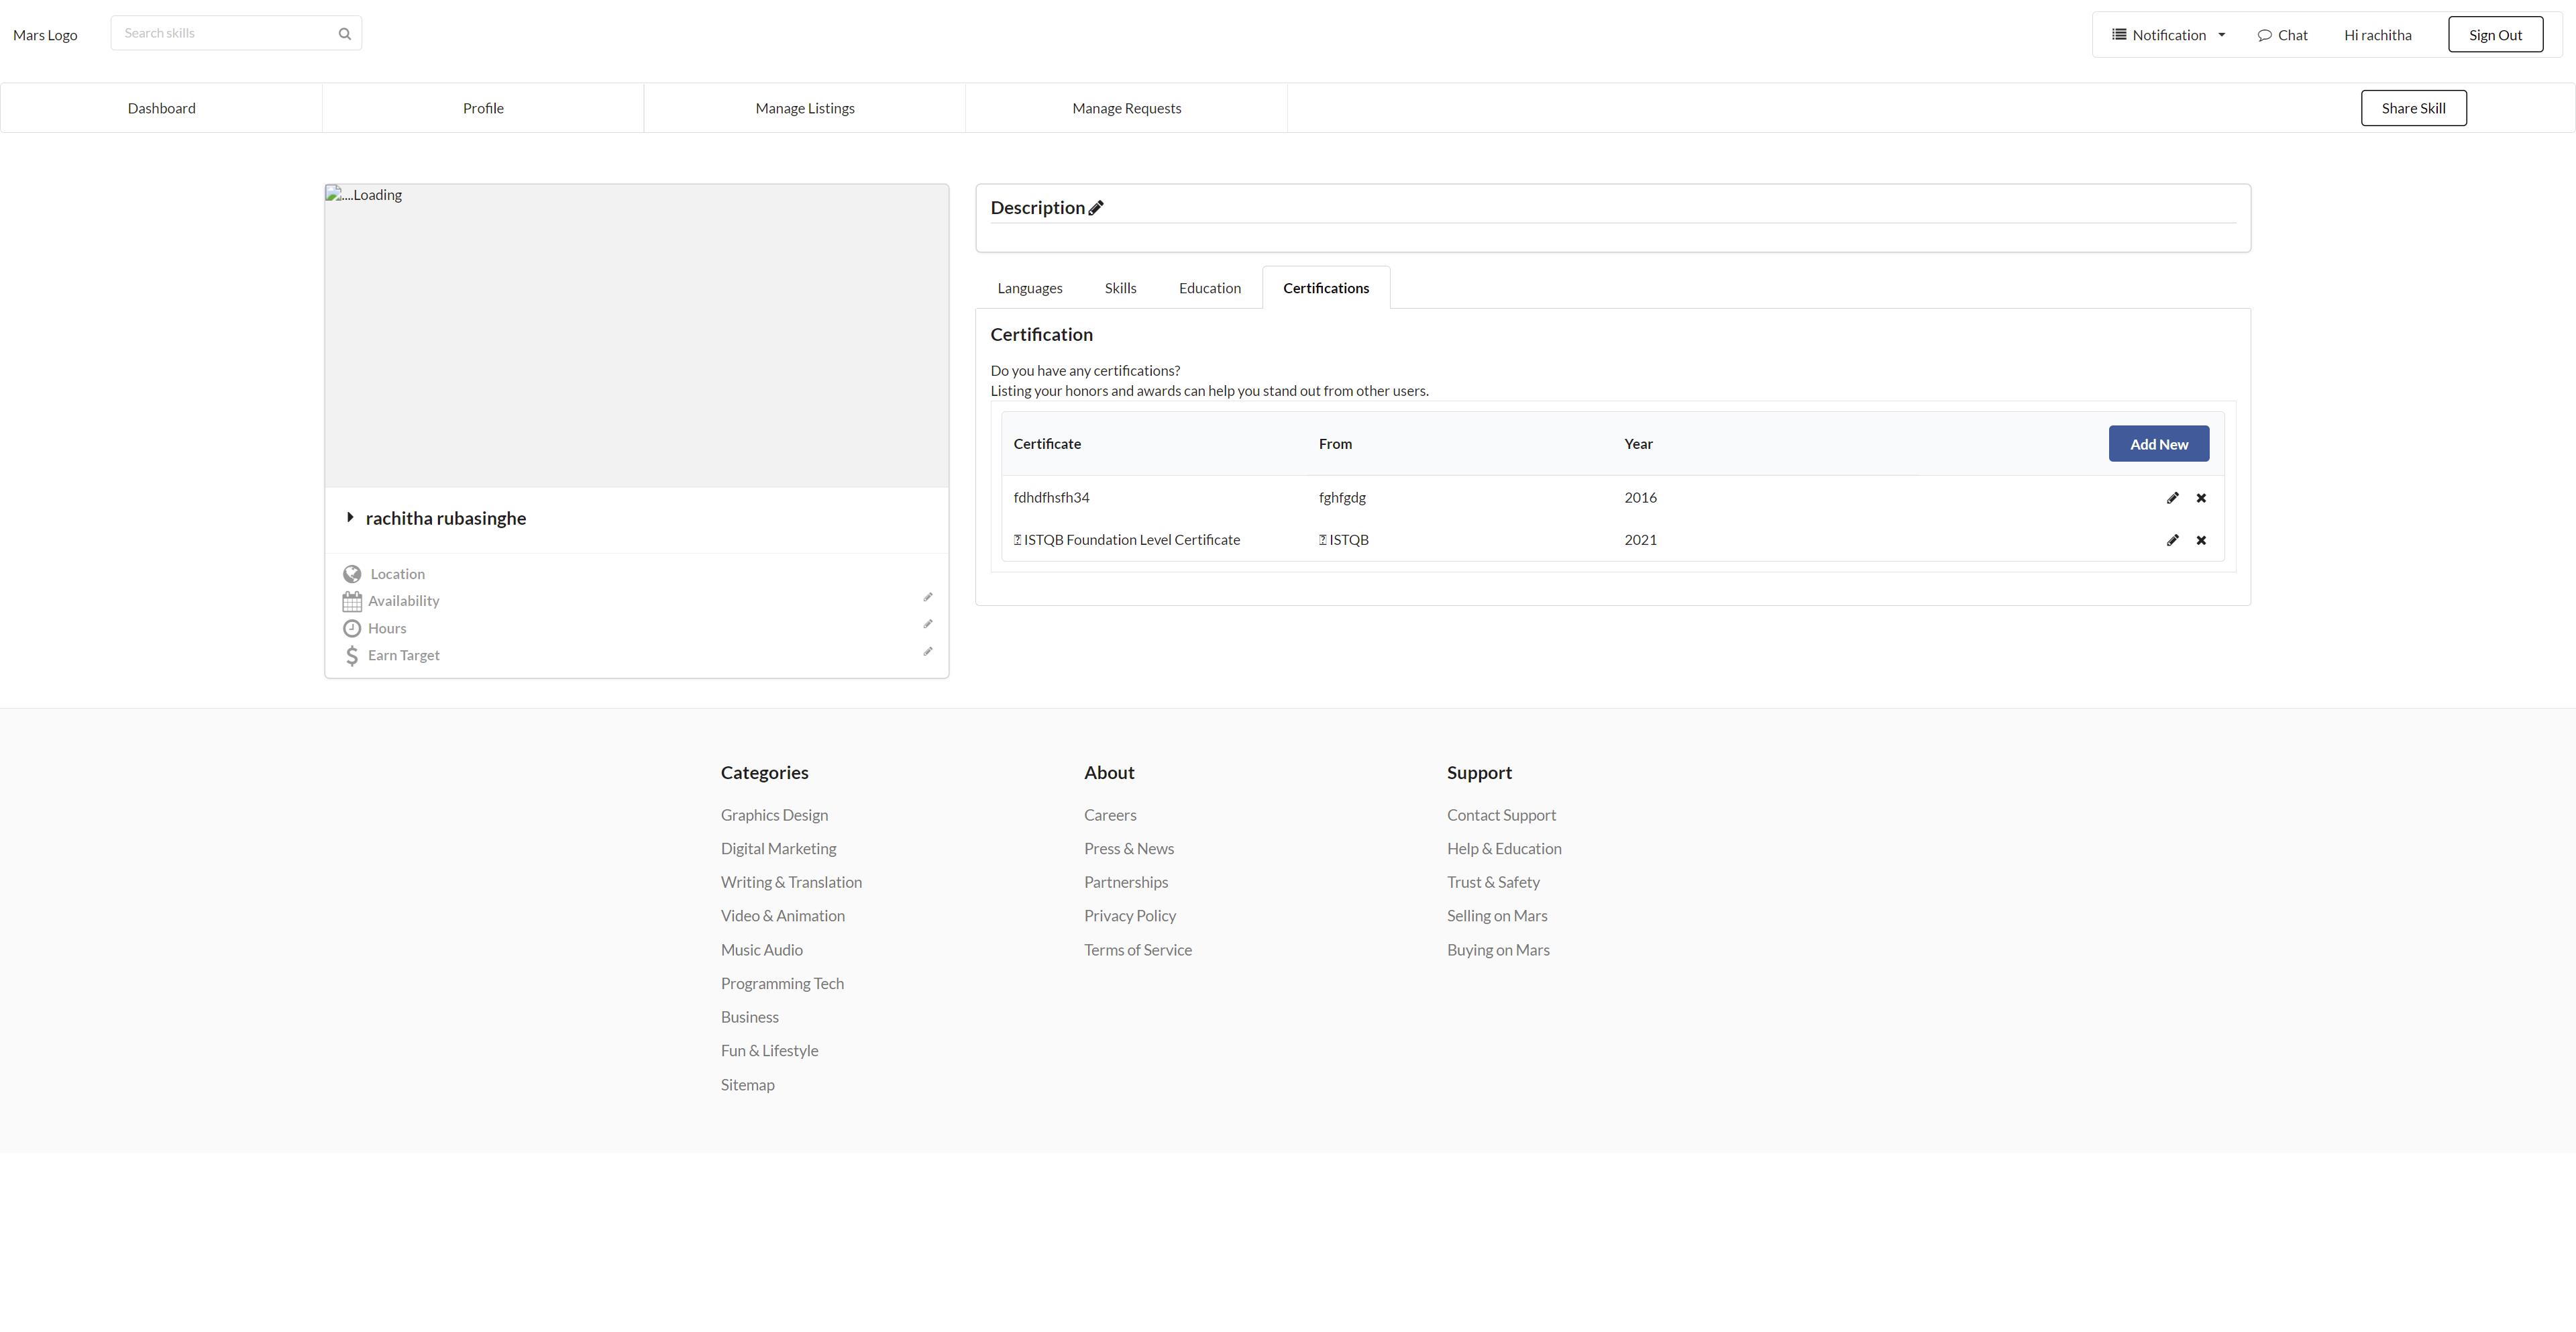 Mars Logo
Search skills
Notification
Chat
Hi rachitha
Sign Out
Dashboard
Profile
Manage Listings
Manage Requests
Share Skill
....Loading
rachitha rubasinghe
Location
Availability
Hours
Earn Target
Description
Languages
Skills
Education
Certifications
Certification
Do you have any certifications?
Listing your honors and awards can help you stand out from other users.
Certificate From Year Add New
fdhdfhsfh34 fghfgdg 2016
ISTQB Foundation Level Certificate ISTQB 2021
Categories
Graphics Design
Digital Marketing
Writing & Translation
Video & Animation
Music Audio
Programming Tech
Business
Fun & Lifestyle
Sitemap
About
Careers
Press & News
Partnerships
Privacy Policy
Terms of Service
Support
Contact Support
Help & Education
Trust & Safety
Selling on Mars
Buying on Mars